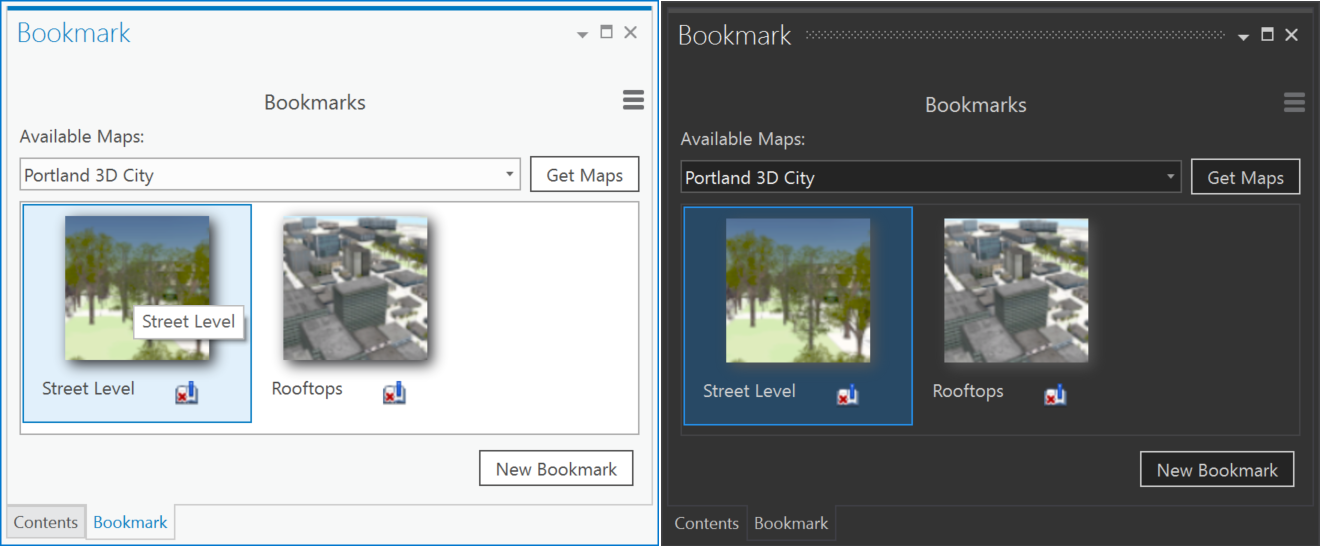 Bookmark
Bookmarks
Available Maps:
Portland 3D City
Get Maps
Street Level
Street Level
Rooftops
New Bookmark
Contents
Bookmark
Bookmark
Bookmarks
Available Maps:
Portland 3D City
Get Maps
Street Level
Rooftops
New Bookmark
Contents
Bookmark